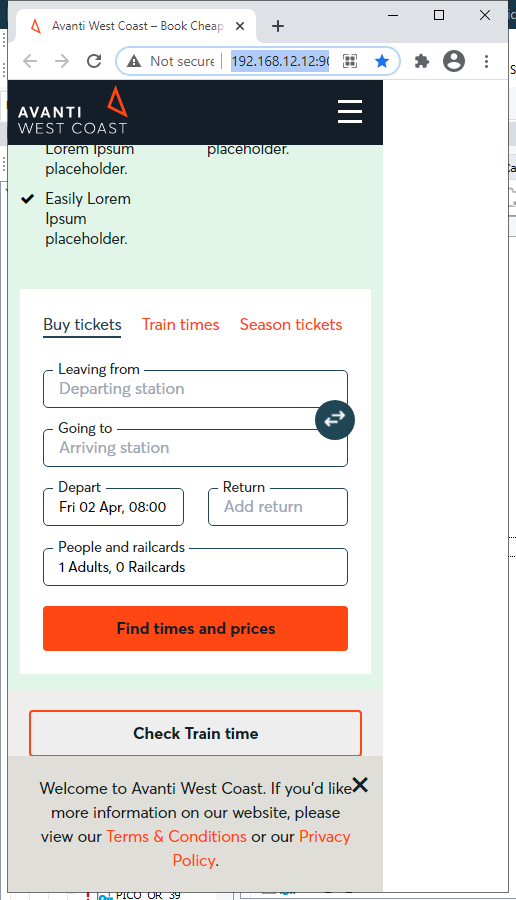 Avanti West Coast – Book Cheap
Not secure
192.168.12.12:90
AVANTI
WEST COAST
Lorem Ipsum
placeholder.
placeholder.
Easily Lorem
Ipsum
placeholder.
Buy tickets Train times Season tickets
Leaving from
Departing station
Going to
Arriving station
Depart Return
Fri 02 Apr, 08:00 Add return
People and railcards
1 Adults, 0 Railcards
Find times and prices
Check Train time
Welcome to Avanti West Coast. If you'd like
more information on our website, please
view our Terms & Conditions or our Privacy
Policy.
PICO_OR_39